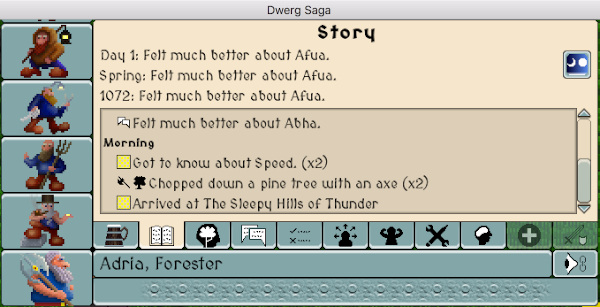 Dwerg Saga
Story
Day 1: Felt much better about Afua.
Spring: Felt much better about Afua.
1072: Felt much better about Afua.
Felt much better about Abha.
Morning
Got to know about Speed. (x2)
Chopped down a pine tree with an axe (x2)
Arrived at The Sleepy Hills of Thunder
Adria, Forester